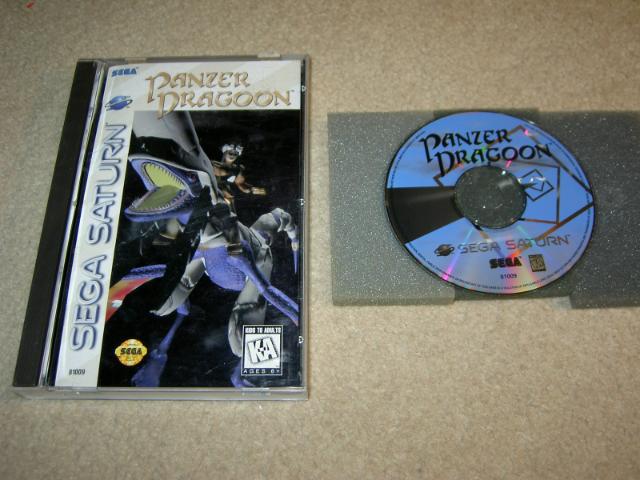 SEGA
PANZER
DRAGOON
SEGA SATURN
KIDS TO ADULTS
K-A
AGES 6+
SEGA
81009
PANZER
DRAGOON
SEGA SATURN
SEGA
81009